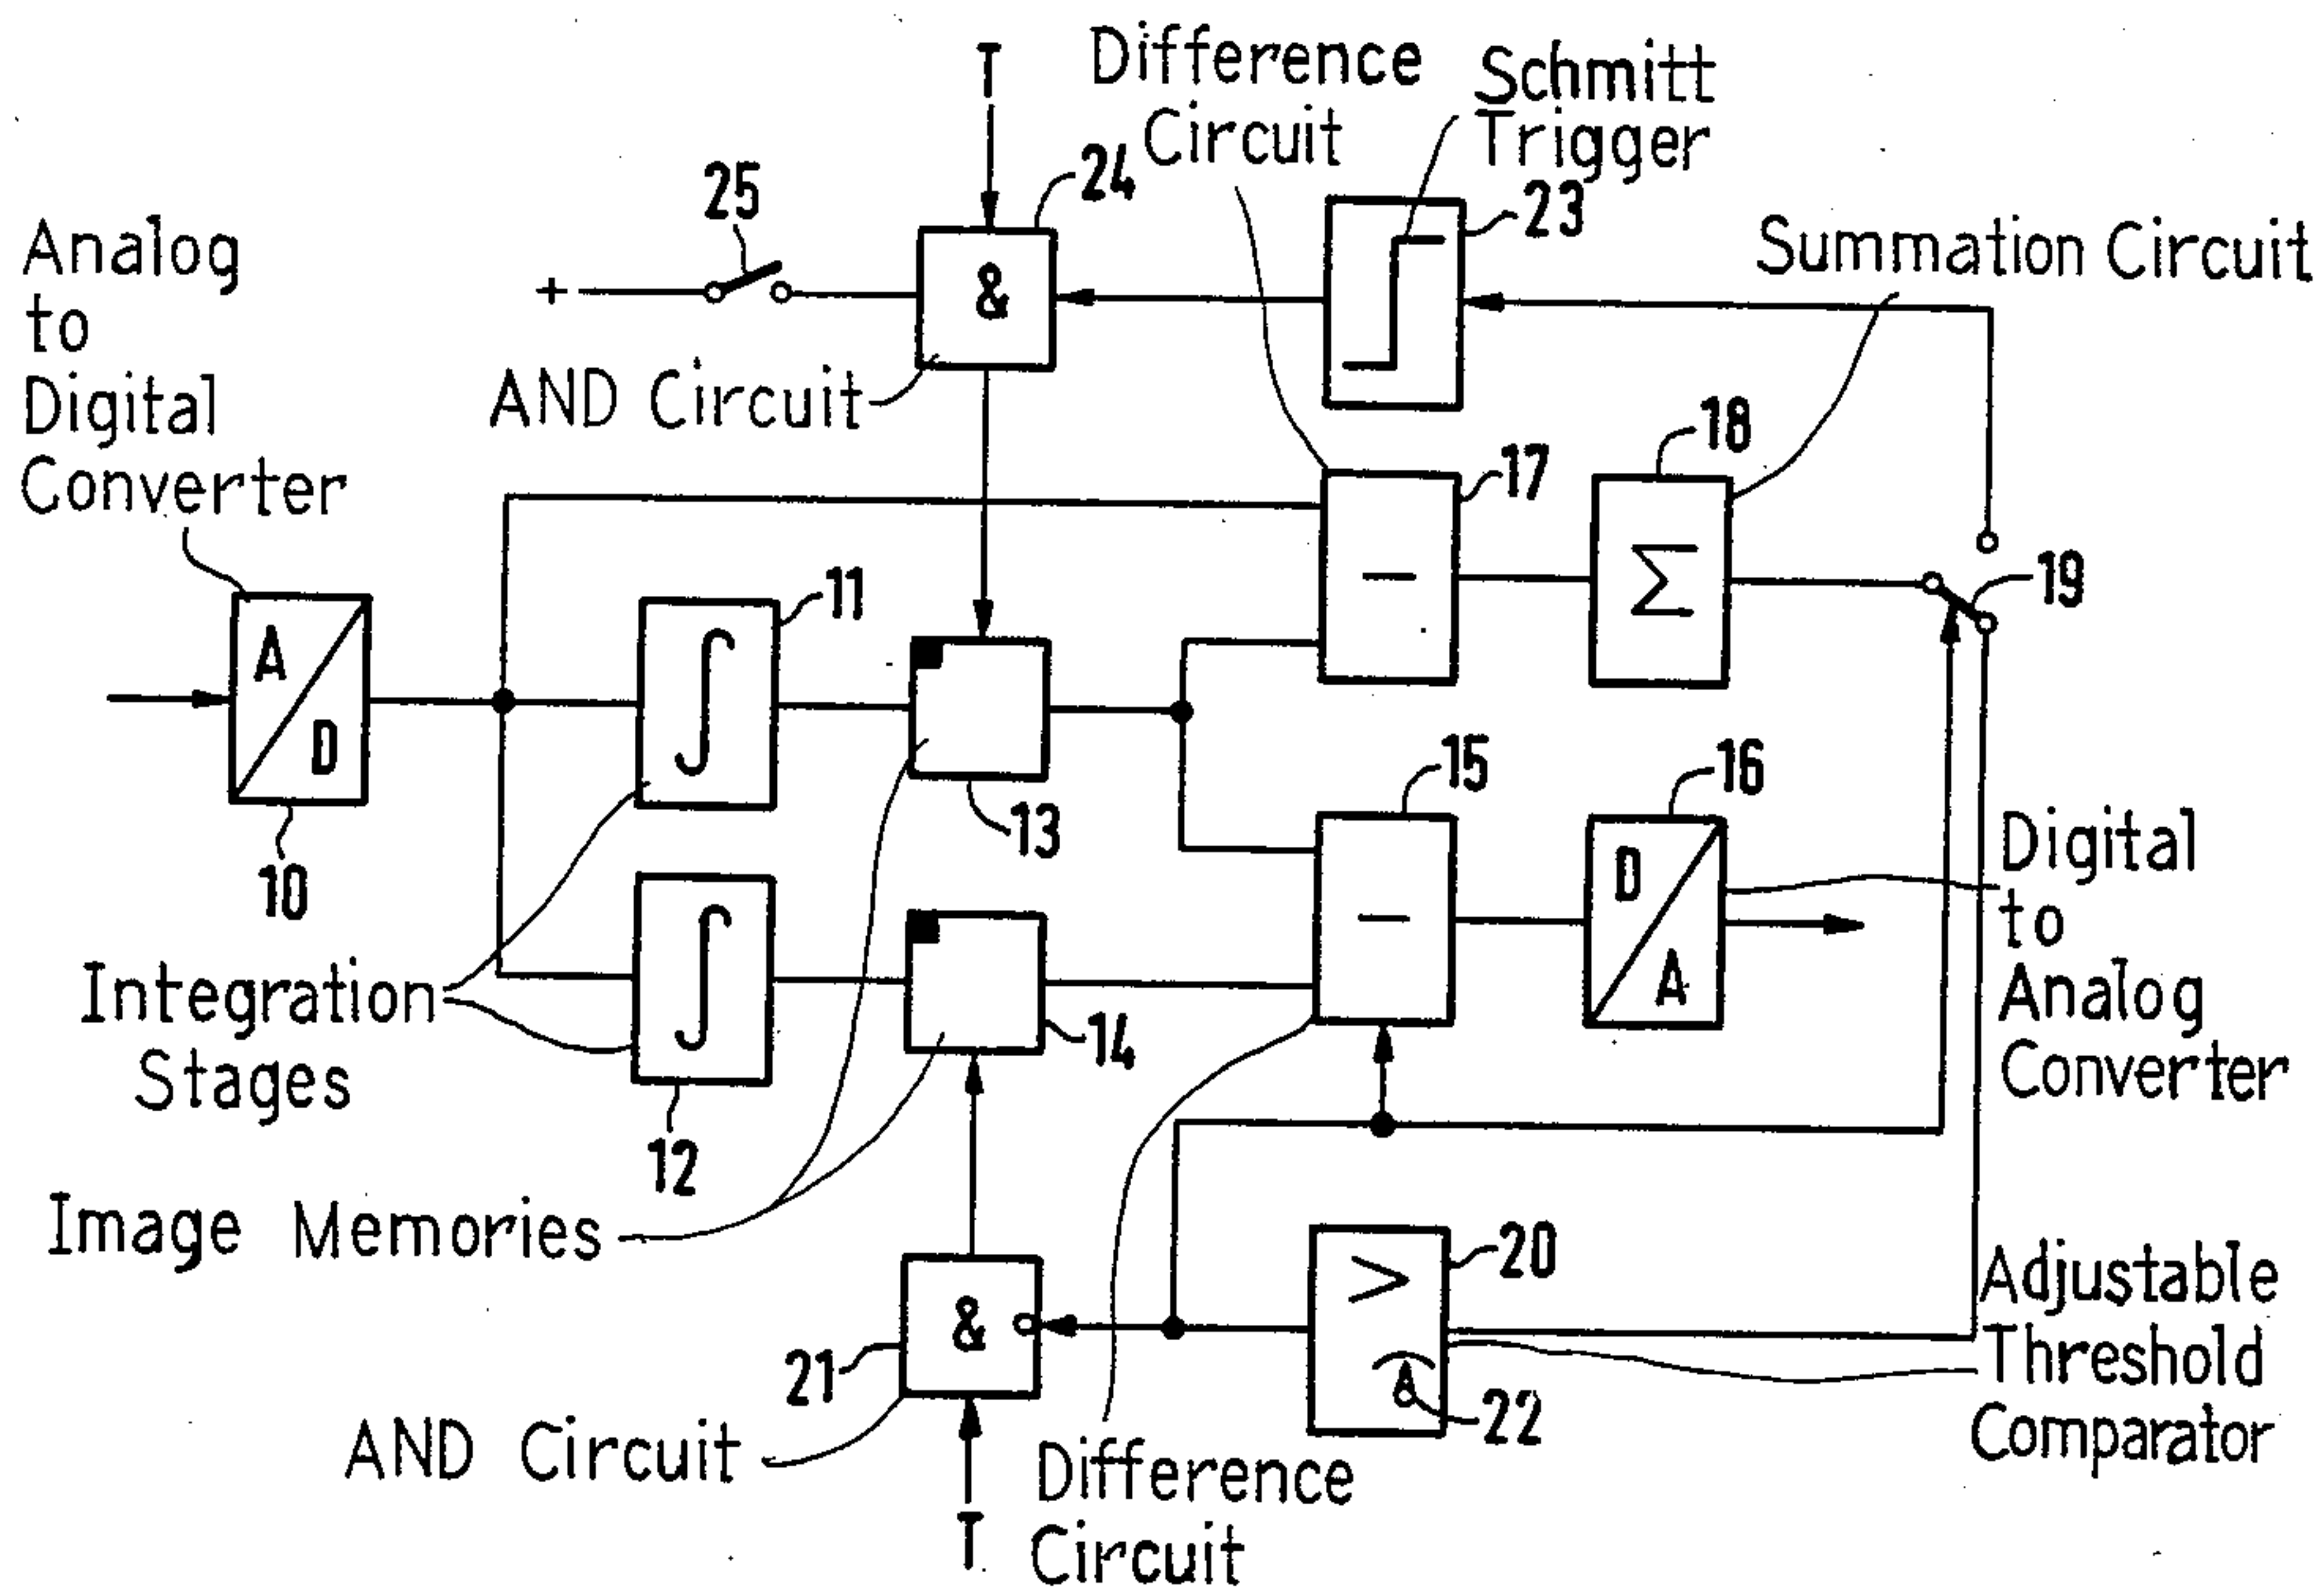 T
Difference
Circuit
Schmitt
Trigger
25
24
23
Analog
to
Digital
Converter
+
&
Summation Circuit
AND Circuit
18
17
11
19
A
D
∫
–
Σ
13
15
16
10
D
A
Digital
to
Analog
Converter
∫
–
Integration
Stages
14
12
Image Memories
20
>
&
21
22
Adjustable
Threshold
Comparator
AND Circuit
Difference
Circuit
T